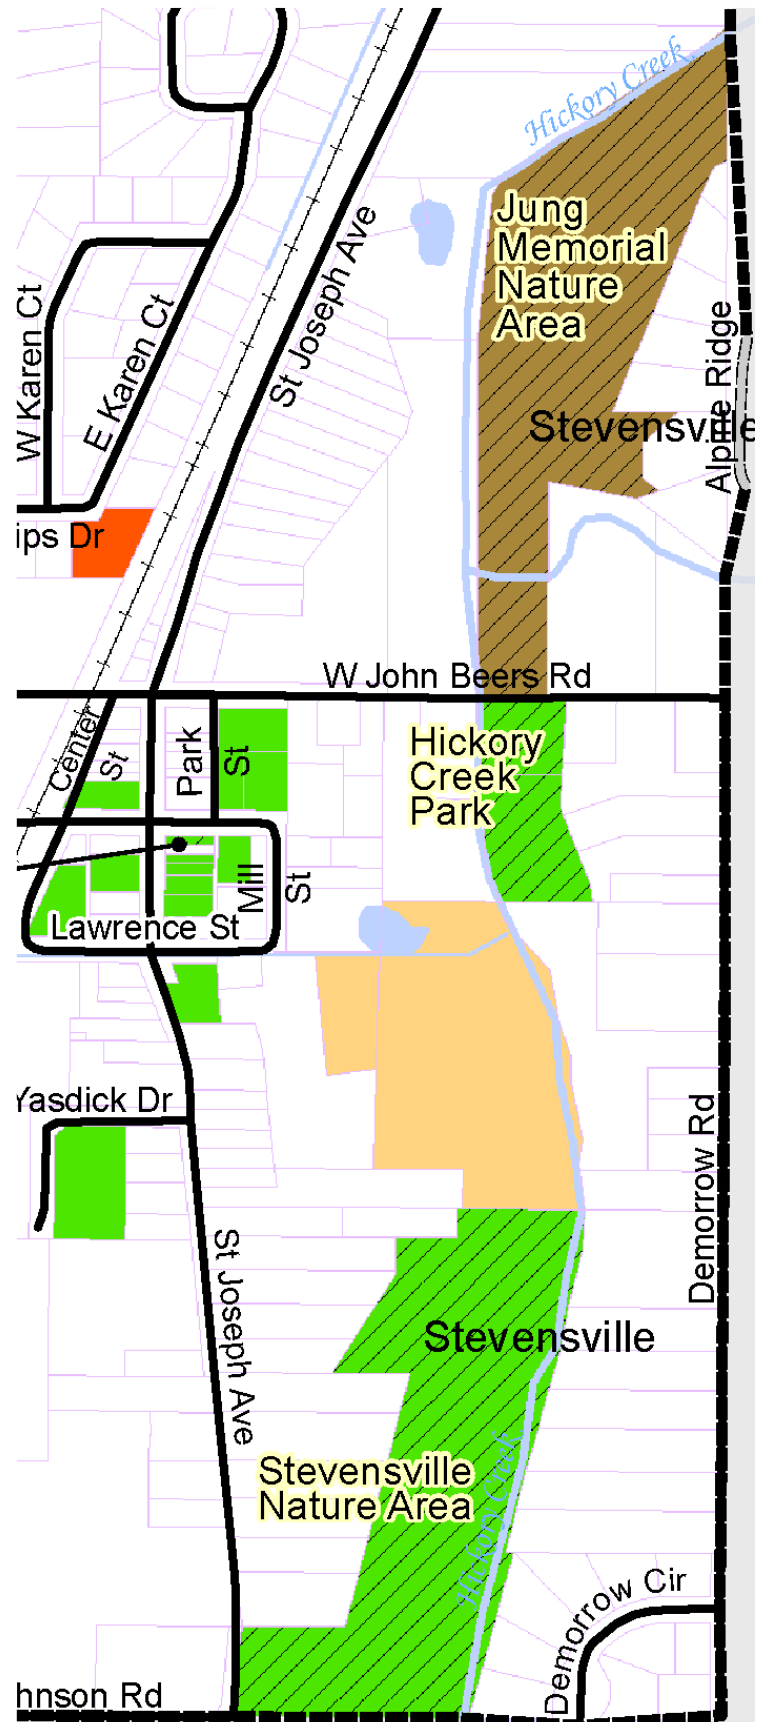 Hickory Creek
Jung
Memorial
Nature
Area
St Joseph Ave
W Karen Ct
E Karen Ct
Alpine Ridge
Stevensville
ips Dr
W John Beers Rd
Center
St
Park
St
Hickory
Creek
Park
Mill
St
Lawrence St
Yasdick Dr
Demorrow Rd
St Joseph Ave
Stevensville
Stevensville
Nature Area
Hickory Creek
Demorrow Cir
hnson Rd